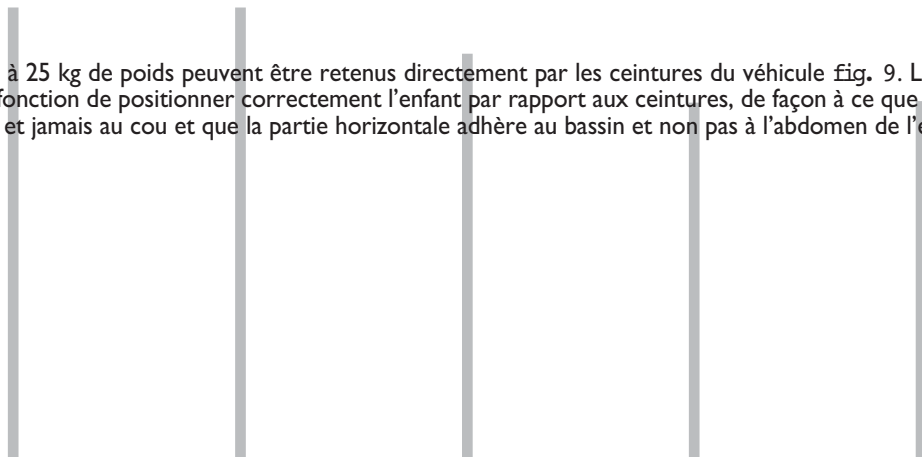 à 25 kg de poids peuvent être retenus directement par les ceintures du véhicule fig. 9. L
fonction de positionner correctement l’enfant par rapport aux ceintures, de façon à ce que
et jamais au cou et que la partie horizontale adhère au bassin et non pas à l’abdomen de l’e